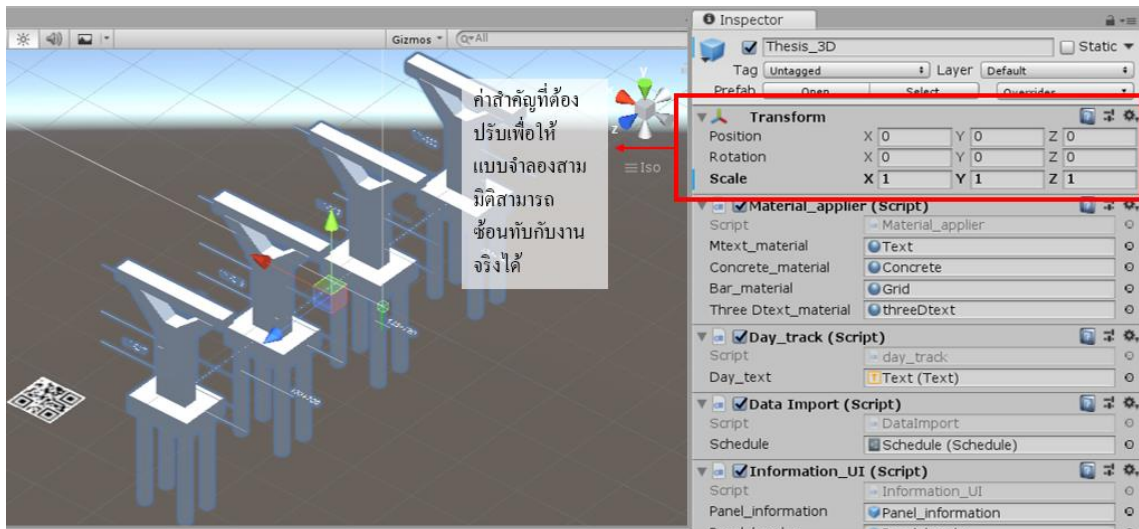 Inspector
Gizmos All
Thesis_3D Static
Tag Untagged Layer Default
Prefab Open Select Overrides
Transform
Position X 0 Y 0 Z 0
Rotation X 0 Y 0 Z 0
Scale X 1 Y 1 Z 1
ค่าสำคัญที่ต้อง
ปรับเพื่อให้
แบบจำลองสาม
มิติสามารถ
ซ้อนทับกับงาน
จริงได้
y
z
Iso
Material_applier (Script)
Script Material_applier
Mtext_material Text
Concrete_material Concrete
Bar_material Grid
Three Dtext_material threeDtext
Day_track (Script)
Script day_track
Day_text Text (Text)
Data Import (Script)
Script DataImport
Schedule Schedule (Schedule)
Information_UI (Script)
Script Information_UI
Panel_information Panel_information